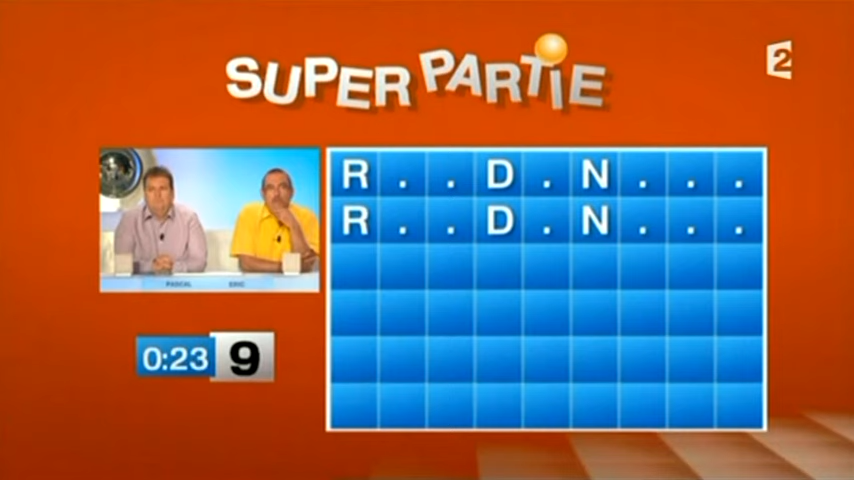 SUPER PARTIE
2
R . . D . N . . .
R . . D . N . . .
PASCAL ERIC
0:23 9